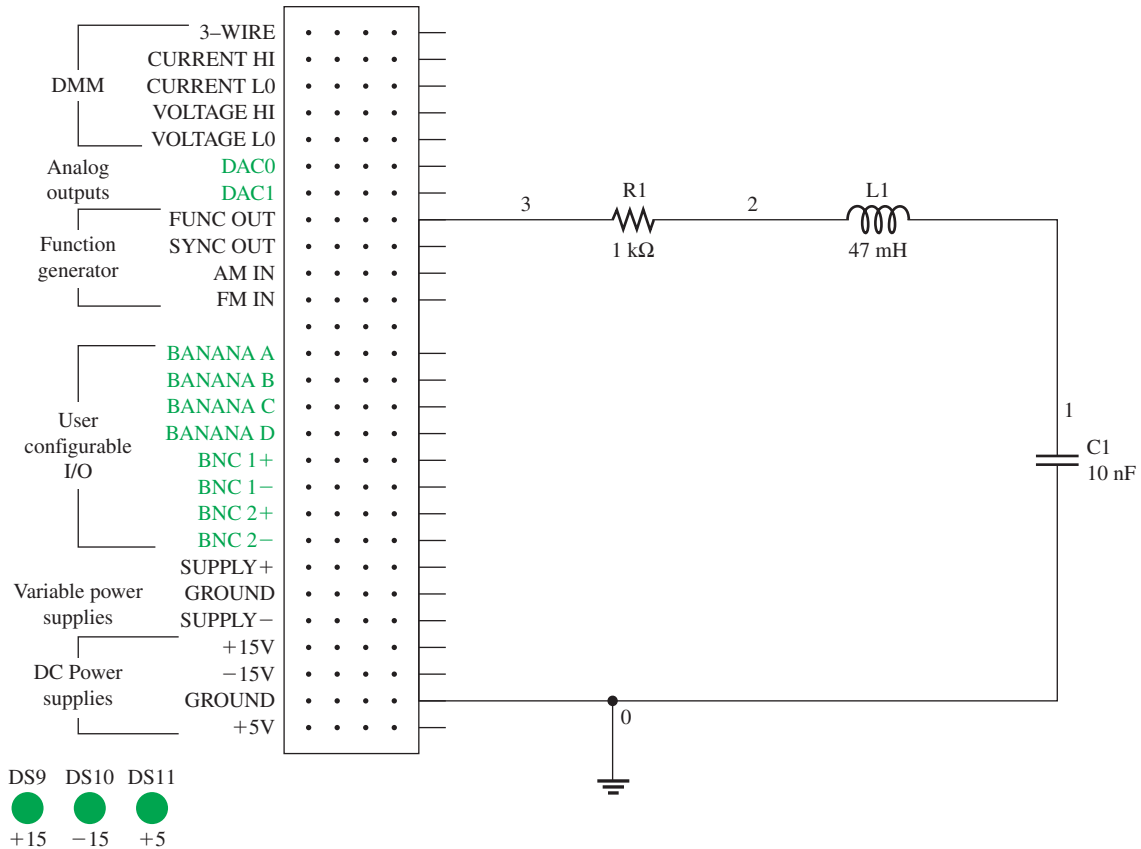 3–WIRE
CURRENT HI
DMM
CURRENT L0
VOLTAGE HI
VOLTAGE L0
Analog
outputs
DAC0
DAC1
Function
generator
FUNC OUT
SYNC OUT
AM IN
FM IN
User
configurable
I/O
BANANA A
BANANA B
BANANA C
BANANA D
BNC 1+
BNC 1−
BNC 2+
BNC 2−
Variable power
supplies
SUPPLY+
GROUND
SUPPLY−
DC Power
supplies
+15V
−15V
GROUND
+5V
3
R1
1 kΩ
2
L1
47 mH
1
C1
10 nF
0
DS9 DS10 DS11
+15 −15 +5